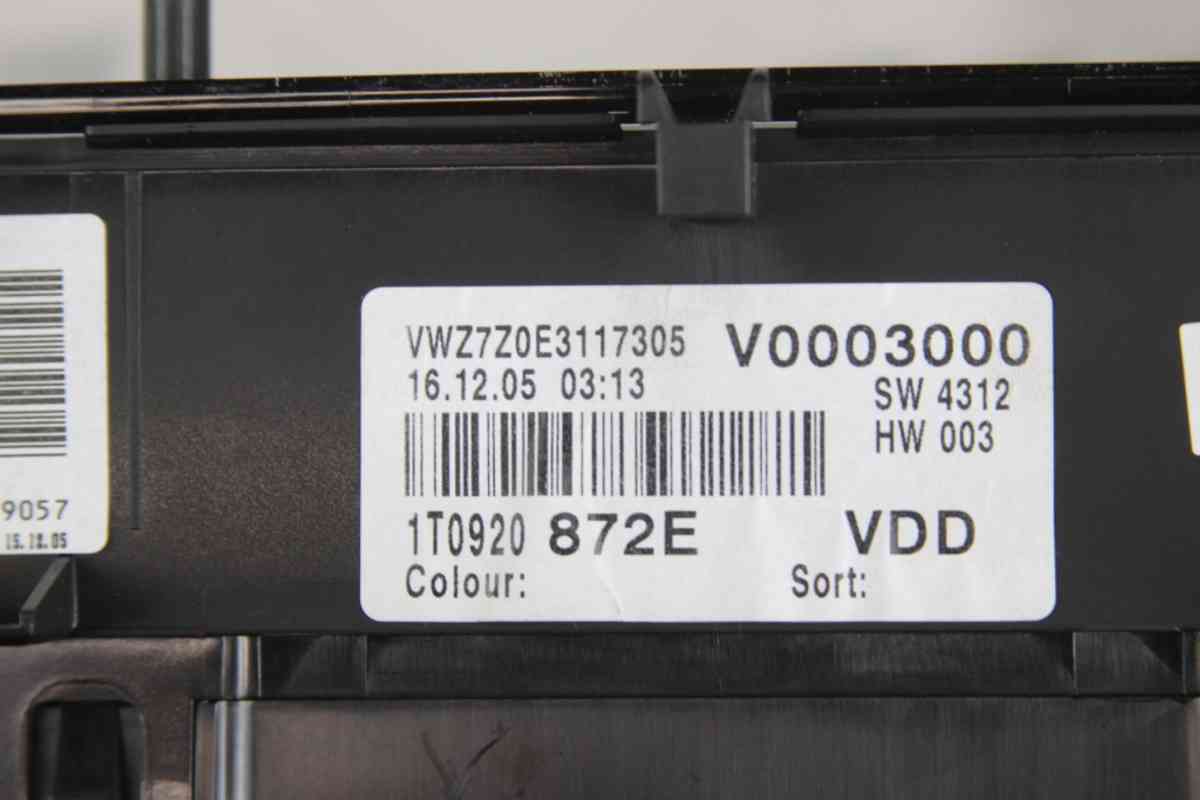 VWZ7Z0E3117305 V0003000
16.12.05 03:13
SW 4312
HW 003
1T0920 872E VDD
Colour: Sort:
9057
15.12.05